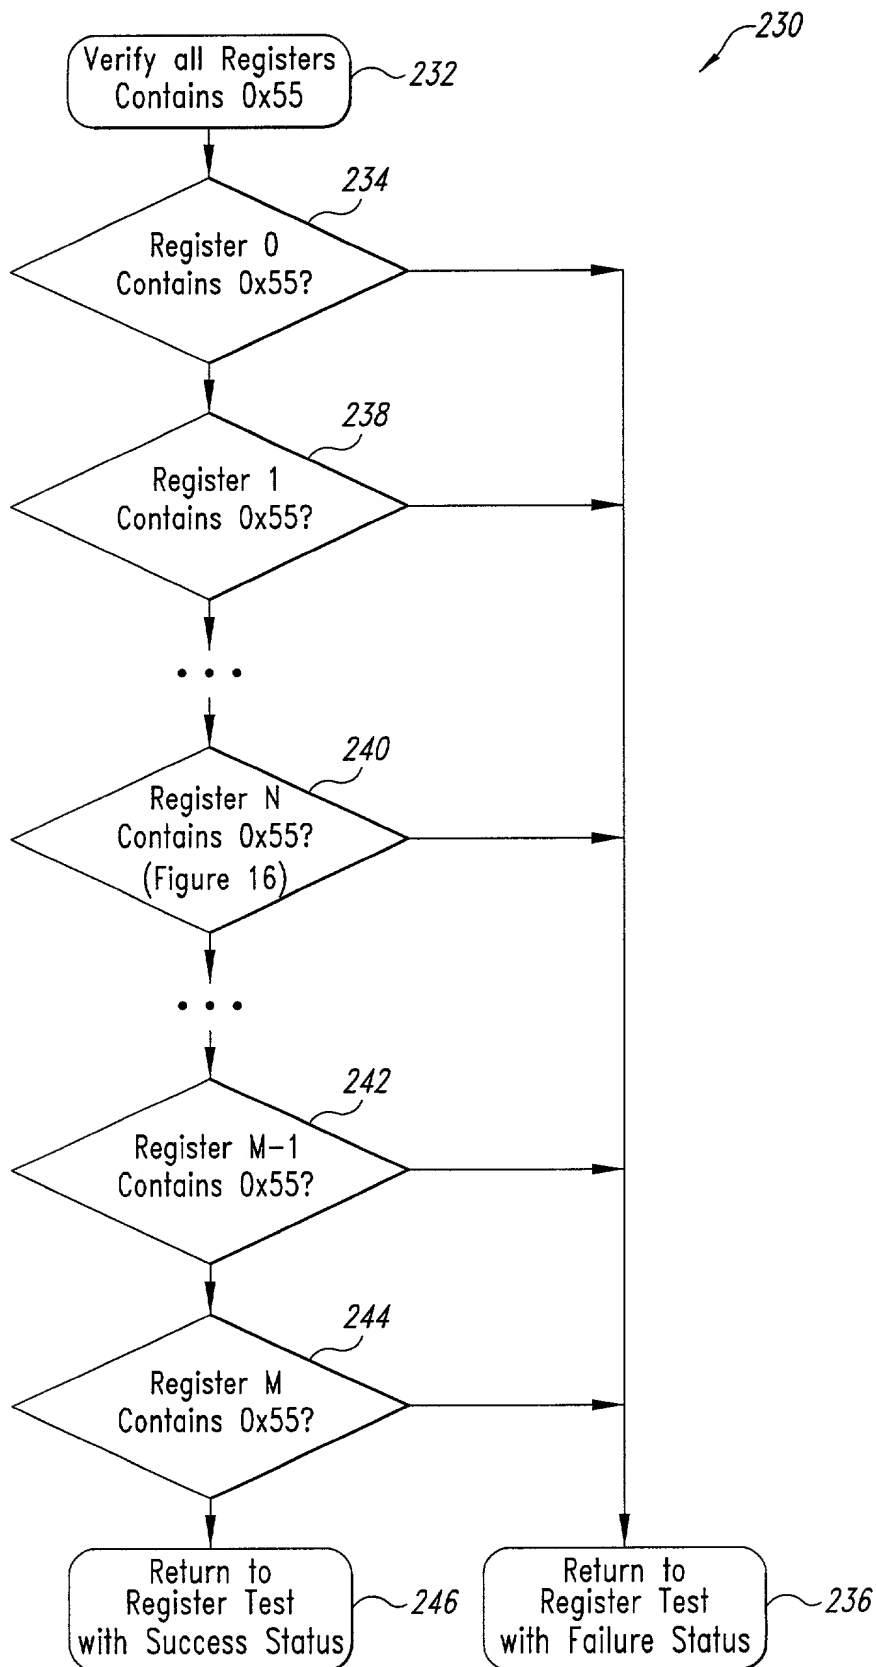 230
Verify all Registers
Contains 0x55
232
234
Register 0
Contains 0x55?
238
Register 1
Contains 0x55?
• • •
240
Register N
Contains 0x55?
(Figure 16)
• • •
242
Register M-1
Contains 0x55?
244
Register M
Contains 0x55?
Return to
Register Test
with Success Status
246
Return to
Register Test
with Failure Status
236